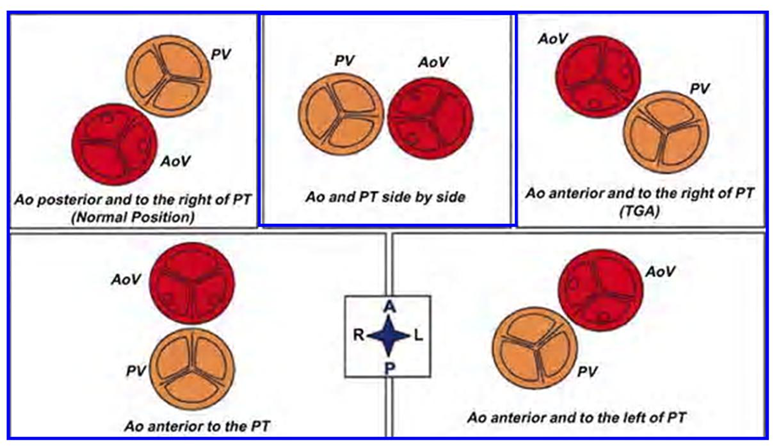 PV
AoV
Ao posterior and to the right of PT
(Normal Position)
PV
AoV
Ao and PT side by side
AoV
PV
Ao anterior and to the right of PT
(TGA)
AoV
PV
Ao anterior to the PT
A
R L
P
AoV
PV
Ao anterior and to the left of PT